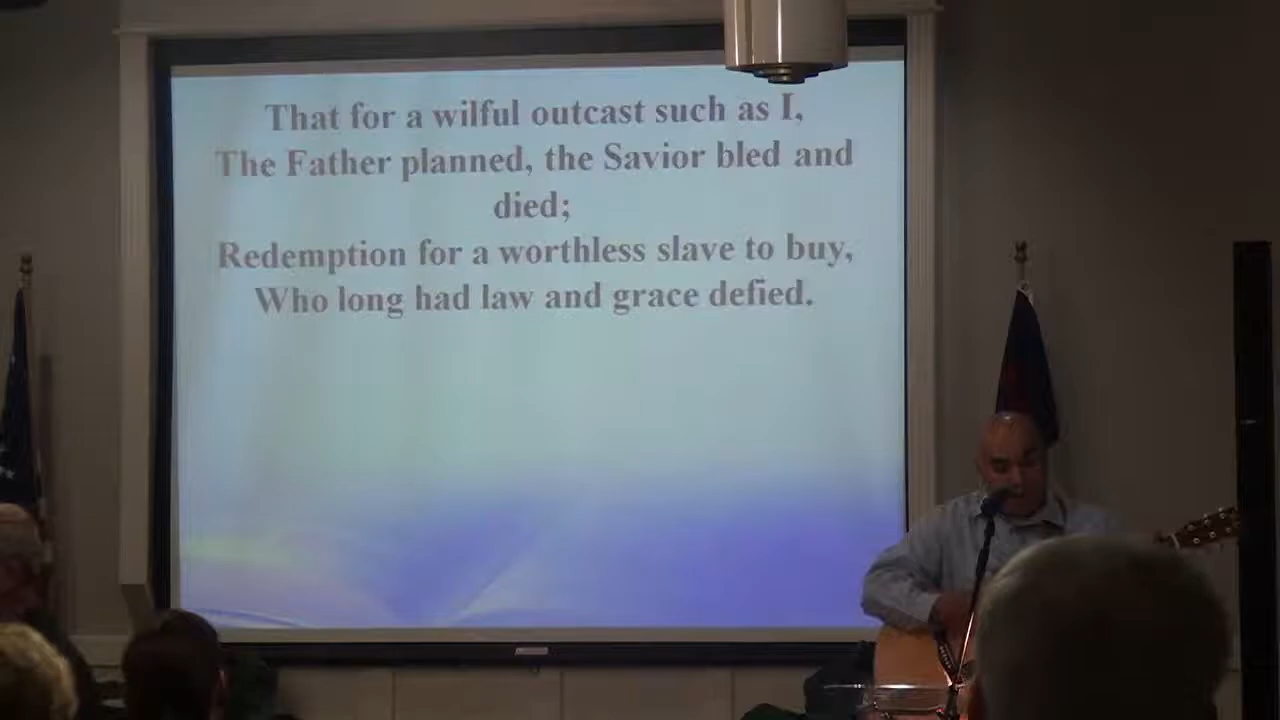 That for a wilful outcast such as I,
The Father planned, the Savior bled and
died;
Redemption for a worthless slave to buy,
Who long had law and grace defied.